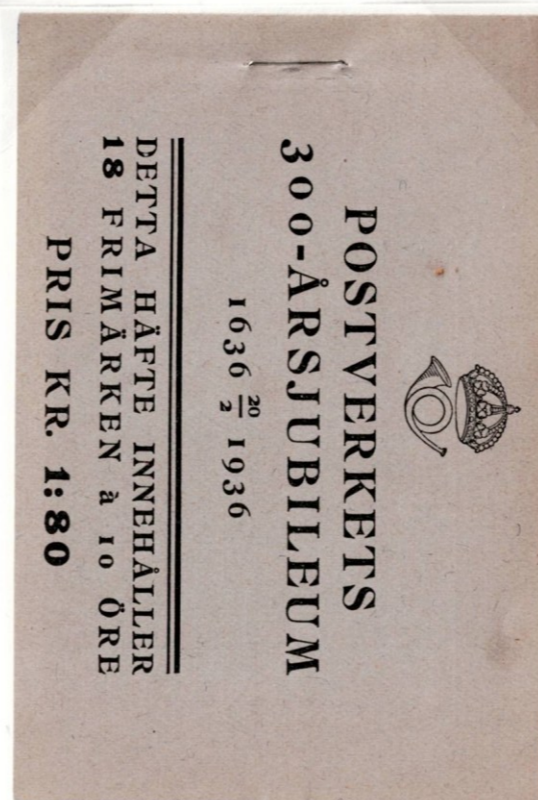 POSTVERKETS
300-ÅRSJUBILEUM
1636 20/2 1936
DETTA HÄFTE INNEHÅLLER
18 FRIMÄRKEN à 10 ÖRE
PRIS KR. 1:80